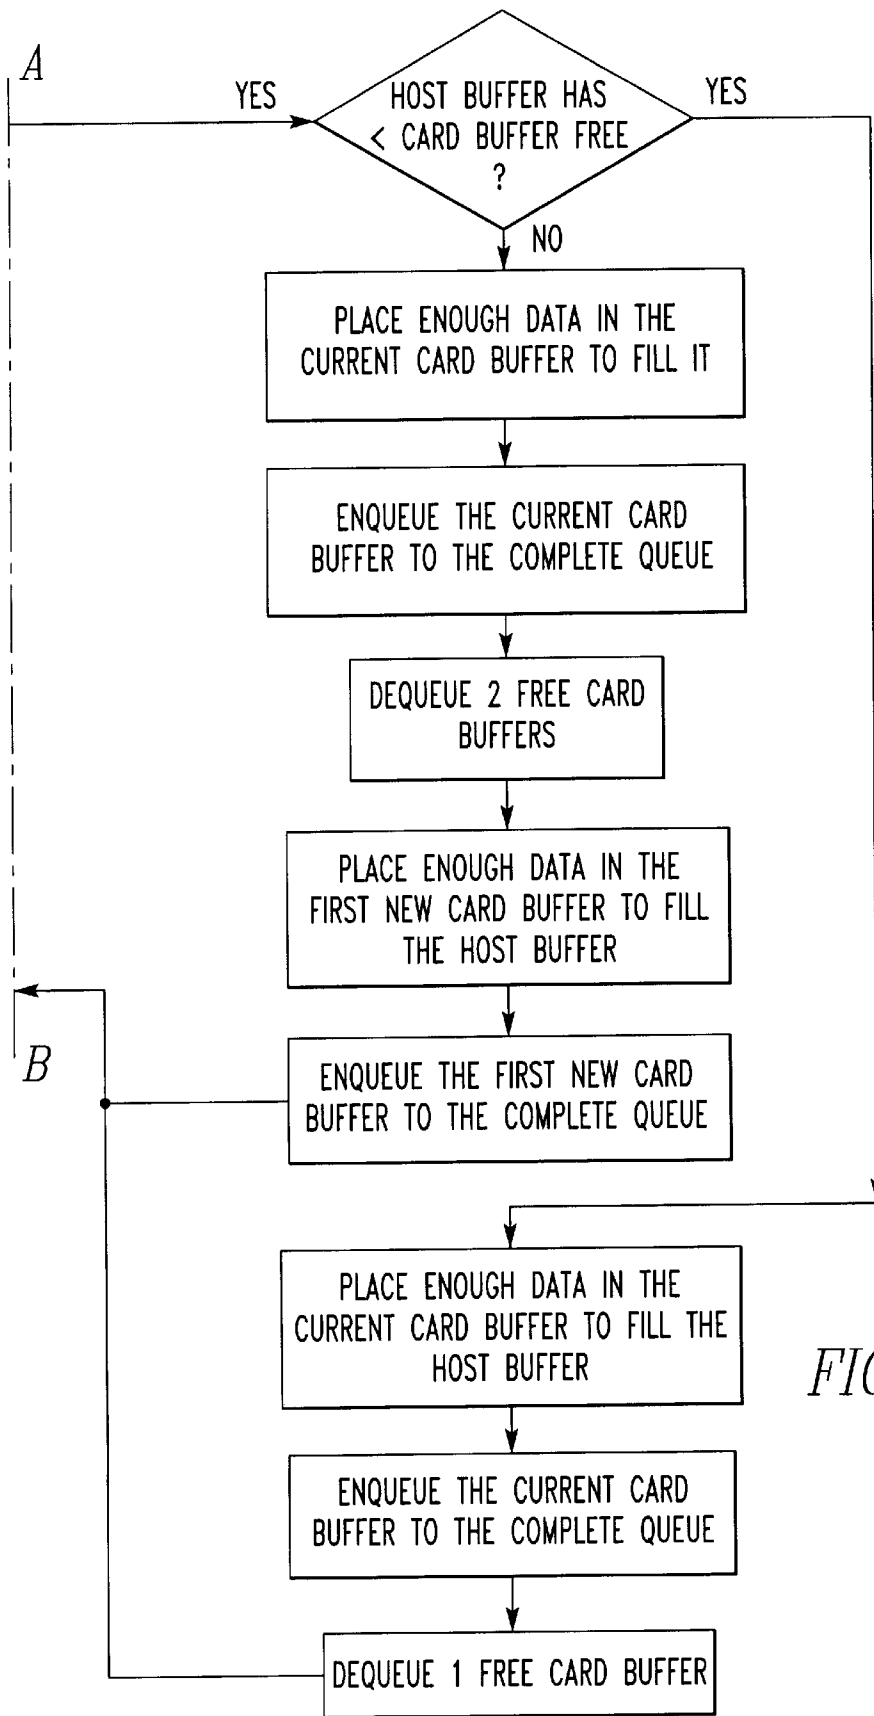 A
YES
HOST BUFFER HAS
< CARD BUFFER FREE
?
YES
NO
PLACE ENOUGH DATA IN THE
CURRENT CARD BUFFER TO FILL IT
ENQUEUE THE CURRENT CARD
BUFFER TO THE COMPLETE QUEUE
DEQUEUE 2 FREE CARD
BUFFERS
PLACE ENOUGH DATA IN THE
FIRST NEW CARD BUFFER TO FILL
THE HOST BUFFER
B
ENQUEUE THE FIRST NEW CARD
BUFFER TO THE COMPLETE QUEUE
PLACE ENOUGH DATA IN THE
CURRENT CARD BUFFER TO FILL THE
HOST BUFFER
ENQUEUE THE CURRENT CARD
BUFFER TO THE COMPLETE QUEUE
DEQUEUE 1 FREE CARD BUFFER